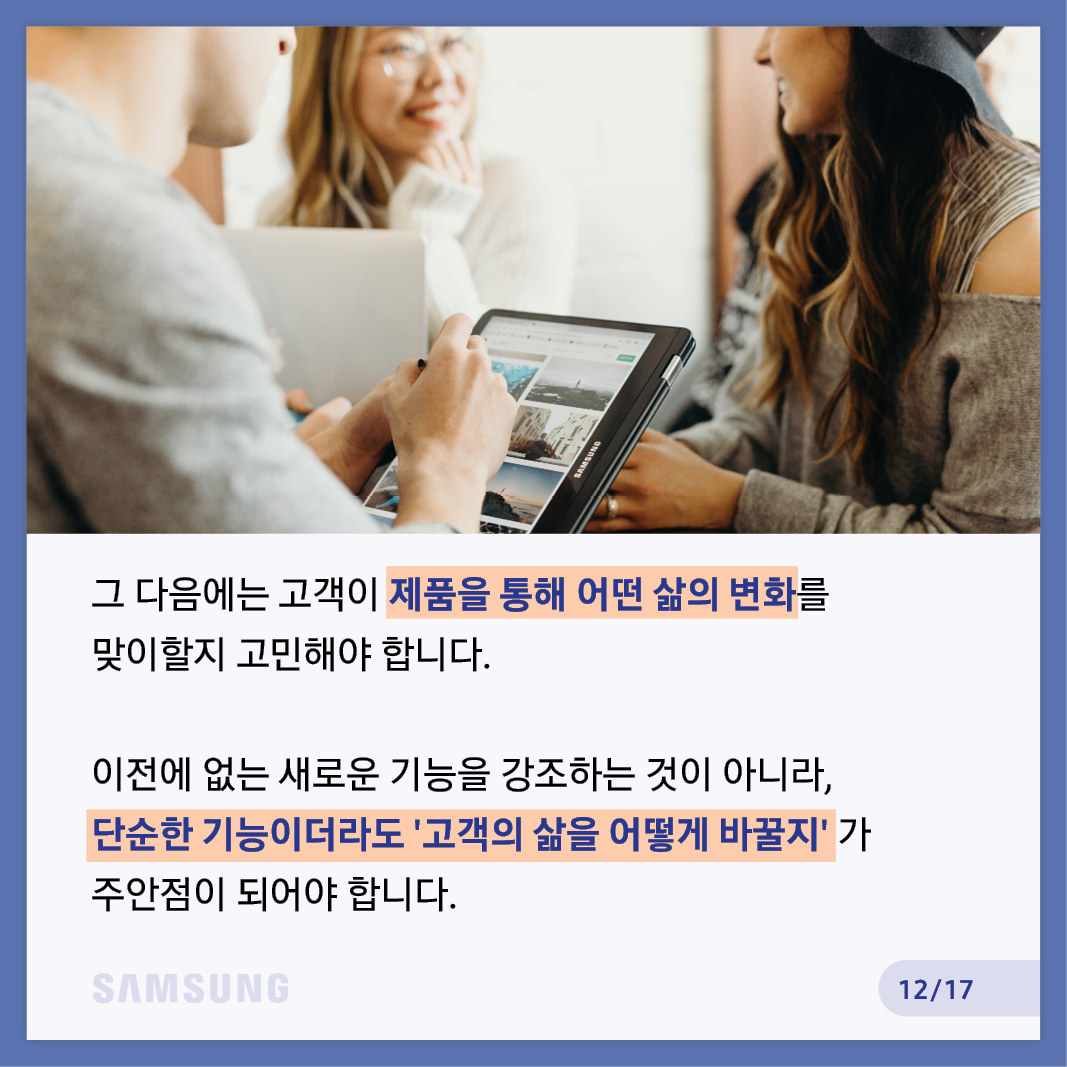 SAMSUNG
그 다음에는 고객이 제품을 통해 어떤 삶의 변화를
맞이할지 고민해야 합니다.
이전에 없는 새로운 기능을 강조하는 것이 아니라,
단순한 기능이더라도 '고객의 삶을 어떻게 바꿀지' 가
주안점이 되어야 합니다.
SAMSUNG
12/17